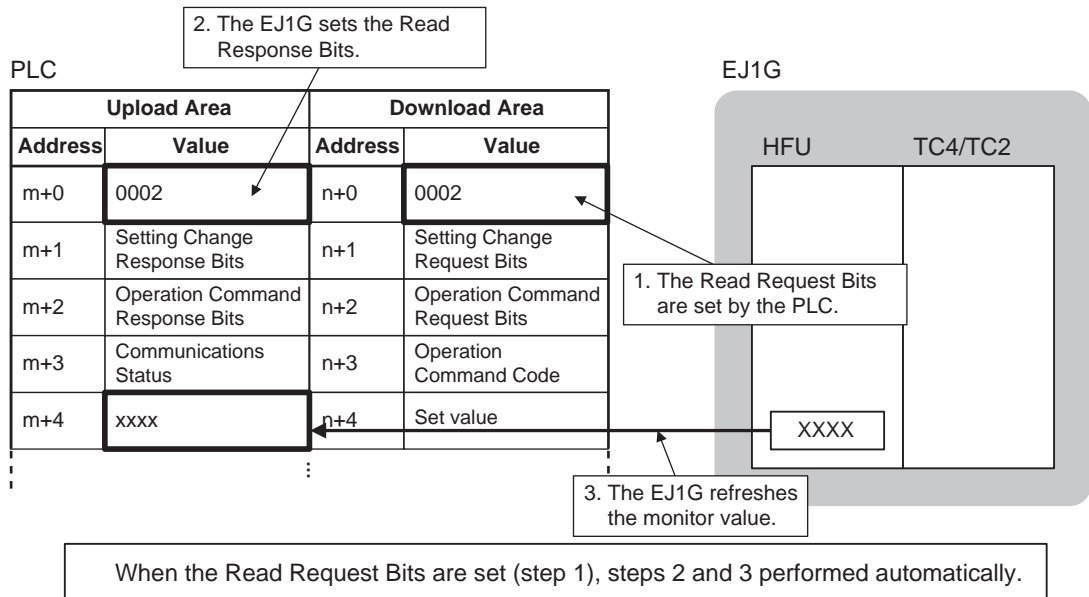 2. The EJ1G sets the Read
Response Bits.
PLC
EJ1G
Upload Area Download Area
Address Value Address Value
HFU TC4/TC2
m+0 0002 n+0 0002
m+1 Setting Change n+1 Setting Change
Response Bits Request Bits
1. The Read Request Bits
are set by the PLC.
m+2 Operation Command n+2 Operation Command
Response Bits Request Bits
m+3 Communications n+3 Operation
Status Command Code
m+4 xxxx n+4 Set value
XXXX
3. The EJ1G refreshes
the monitor value.
When the Read Request Bits are set (step 1), steps 2 and 3 performed automatically.